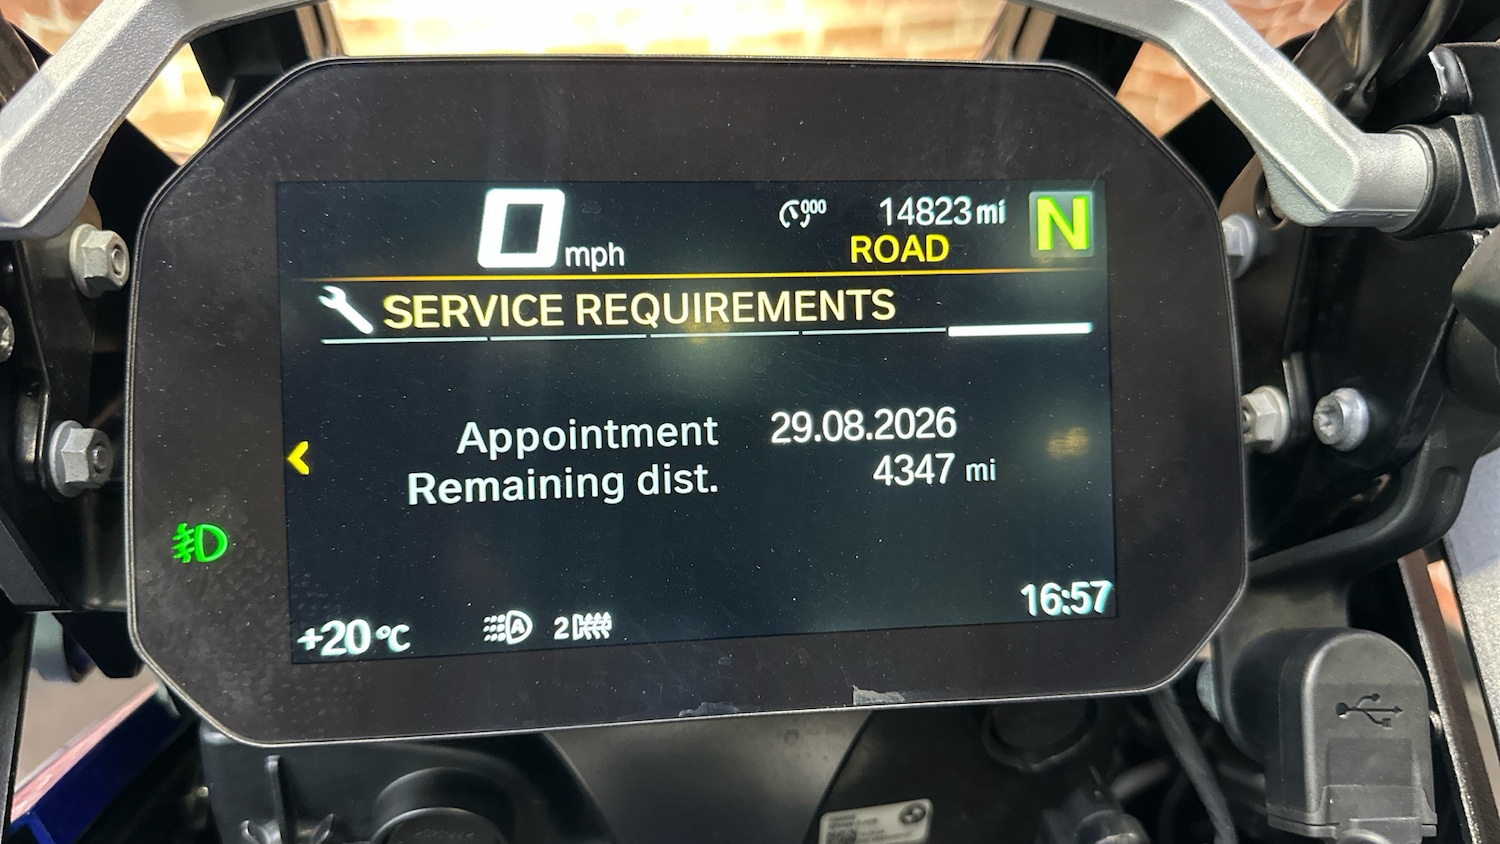 0 mph
000 14823 mi
ROAD
N
SERVICE REQUIREMENTS
Appointment 29.08.2026
Remaining dist. 4347 mi
+20 °C A 2 16:57